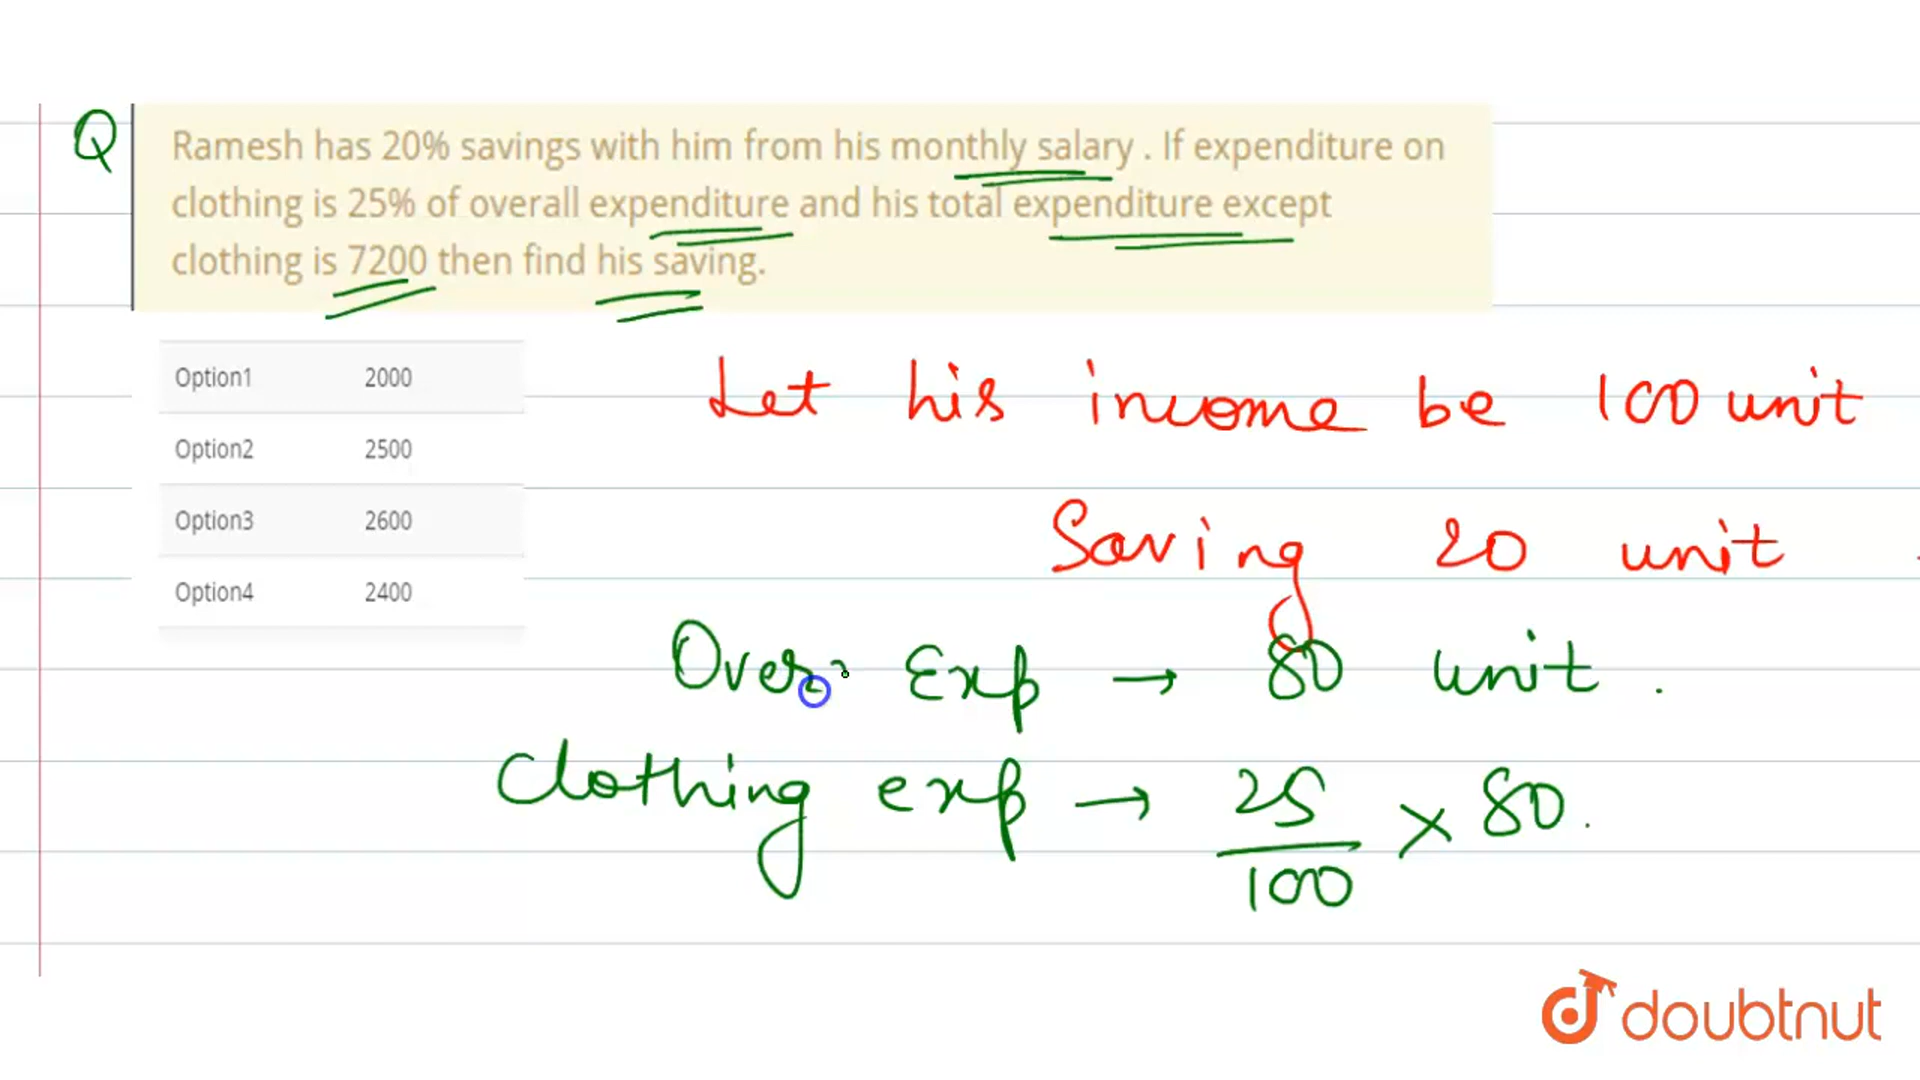 Q
Ramesh has 20% savings with him from his monthly salary . If expenditure on
clothing is 25% of overall expenditure and his total expenditure except
clothing is 7200 then find his saving.
Option1 2000
Option2 2500
Option3 2600
Option4 2400
Let his income be 100 unit
Saving 20 unit
Over: Exp → 80 unit.
Clothing exp → 25/100 × 80.
doubtnut